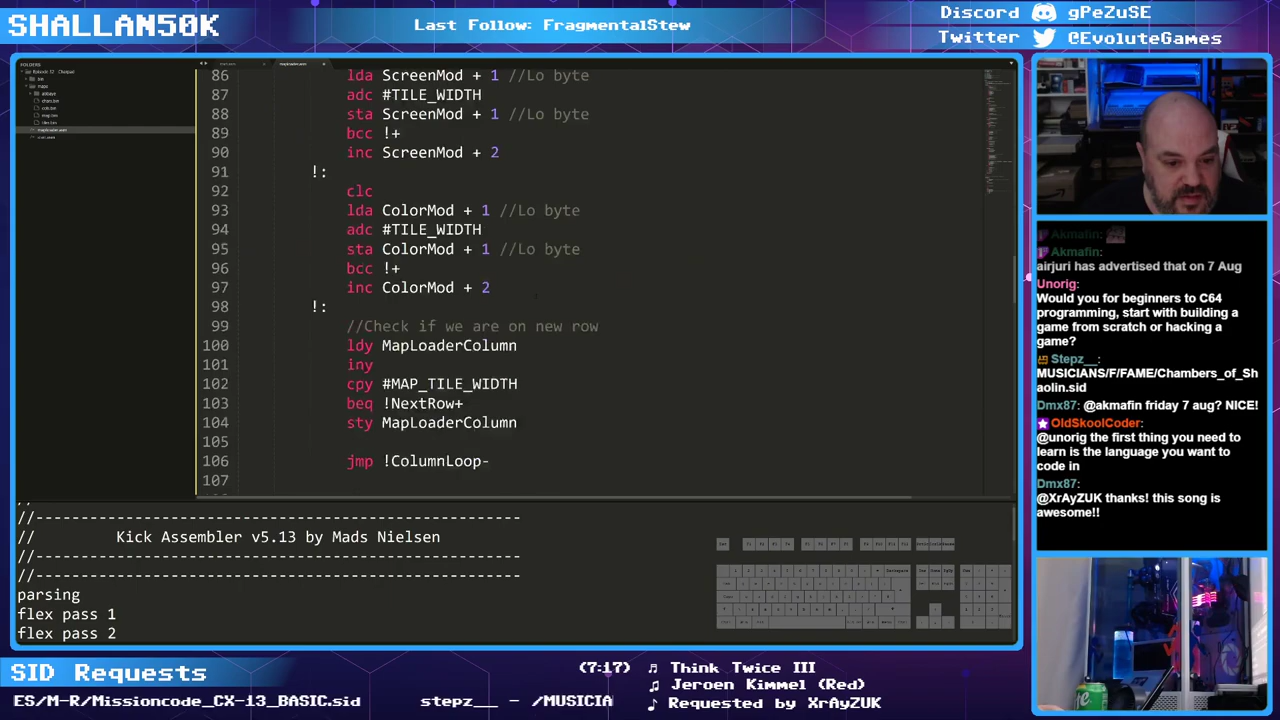 SHALLAN50K
Last Follow: FragmentalStew
Discord gPeZuSE
Twitter @EvoluteGames
FOLDERS
86 lda ScreenMod + 1 //Lo byte
87 adc #TILE_WIDTH
88 sta ScreenMod + 1 //Lo byte
89 bcc !+
90 inc ScreenMod + 2
91 !:
92 clc
93 lda ColorMod + 1 //Lo byte
94 adc #TILE_WIDTH
95 sta ColorMod + 1 //Lo byte
96 bcc !+
97 inc ColorMod + 2
98 !:
99 //Check if we are on new row
100 ldy MapLoaderColumn
101 iny
102 cpy #MAP_TILE_WIDTH
103 beq !NextRow+
104 sty MapLoaderColumn
105
106 jmp !ColumnLoop-
107
//--------------------------------------------------
// Kick Assembler v5.13 by Mads Nielsen
//--------------------------------------------------
//--------------------------------------------------
parsing
flex pass 1
flex pass 2
Akmafin:
Akmafin:
airjuri has advertised that on 7 Aug
Unorig:
Would you for beginners to C64
programming, start with building a
game from scratch or hacking a
game?
Stepz__:
MUSICIANS/F/FAME/Chambers_of_Sh
aolin.sid
Dmx87: @akmafin friday 7 aug? NICE!
OldSkoolCoder:
@unorig the first thing you need to
learn is the language you want to
code in
Dmx87:
@XrAyZUK thanks! this song is
awesome!!
SID Requests
ES/M-R/Missioncode_CX-13_BASIC.sid stepz__ - /MUSICIA
(7:17) Think Twice III
Jeroen Kimmel (Red)
Requested by XrAyZUK